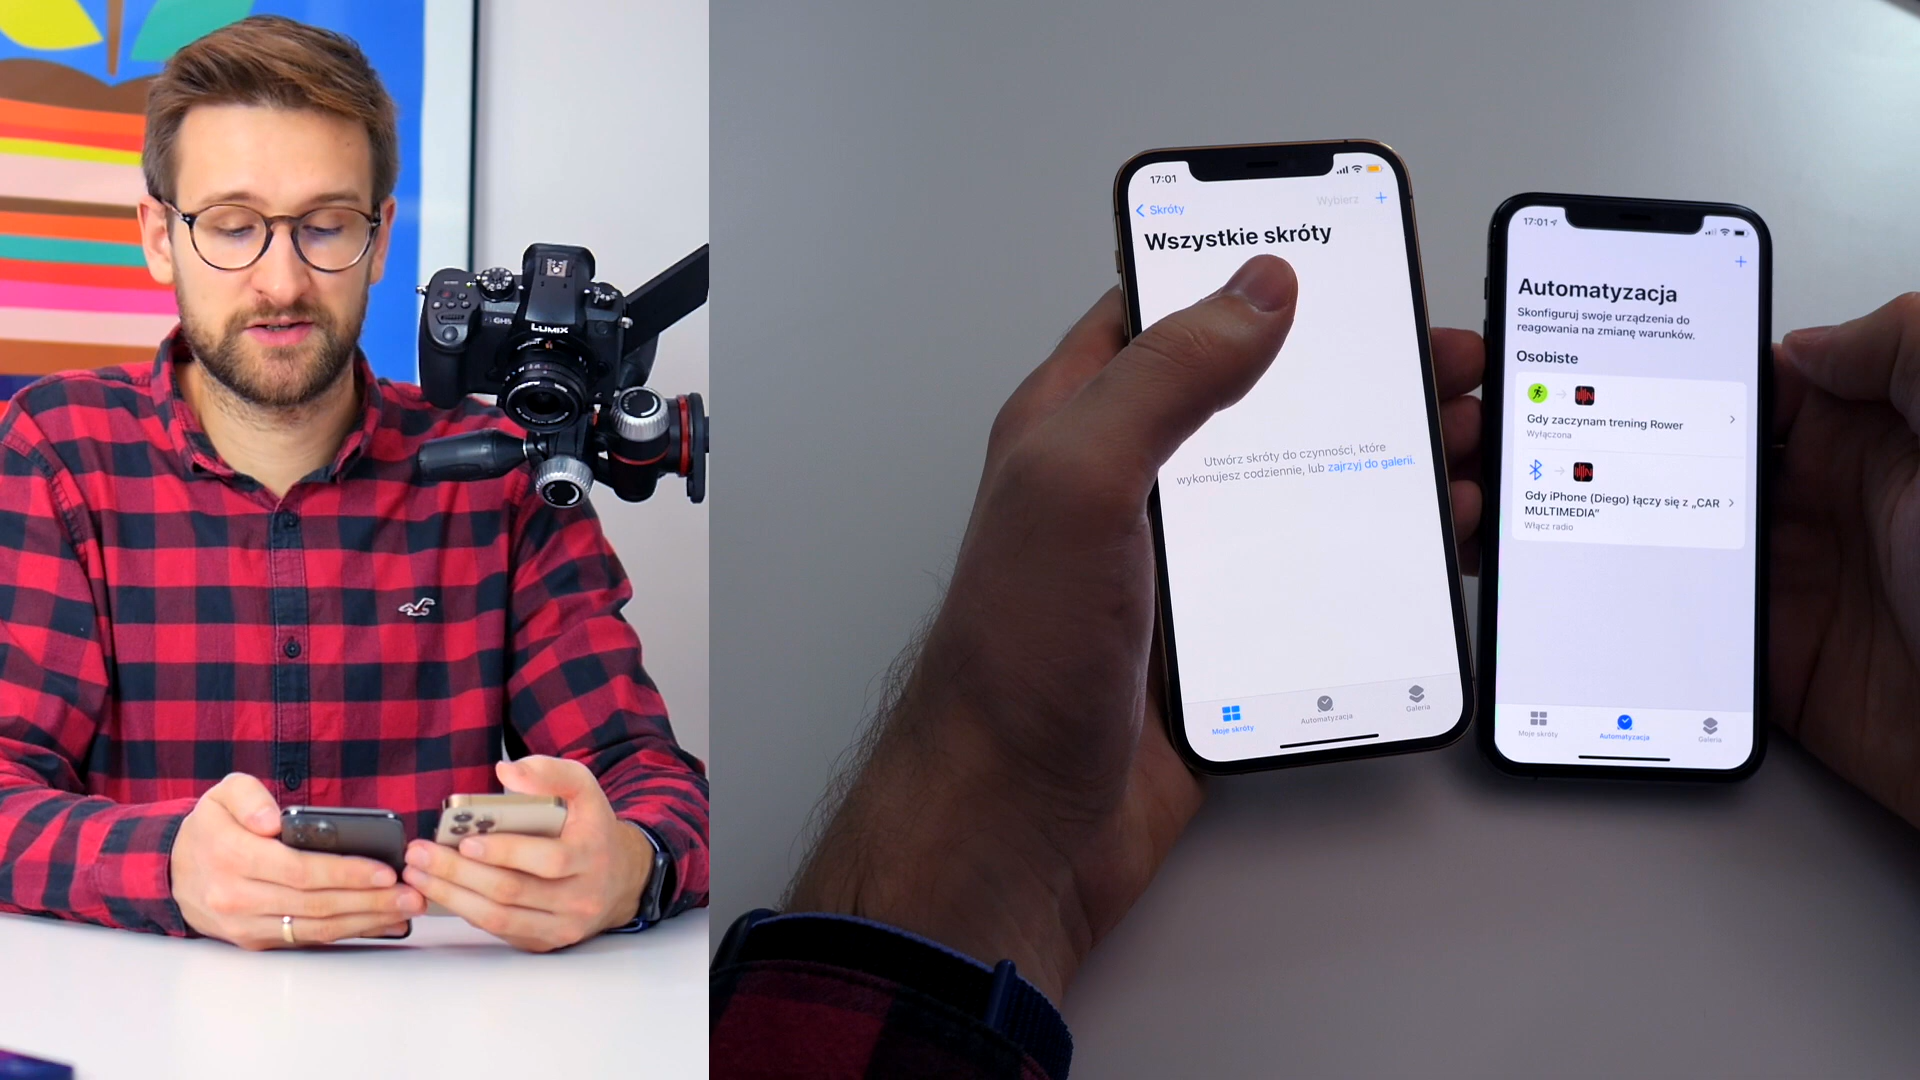 LUMIX
GH5
17:01
Skróty
Wybierz
Wszystkie skróty
Utwórz skróty do czynności, które
wykonujesz codziennie, lub zajrzyj do galerii.
Moje skróty
Automatyzacja
Galeria
17:01
Automatyzacja
Skonfiguruj swoje urządzenia do
reagowania na zmianę warunków.
Osobiste
Gdy zaczynam trening Rower
Wyłączona
Gdy iPhone (Diego) łączy się z „CAR
MULTIMEDIA”
Włącz radio
Moje skróty
Automatyzacja
Galeria